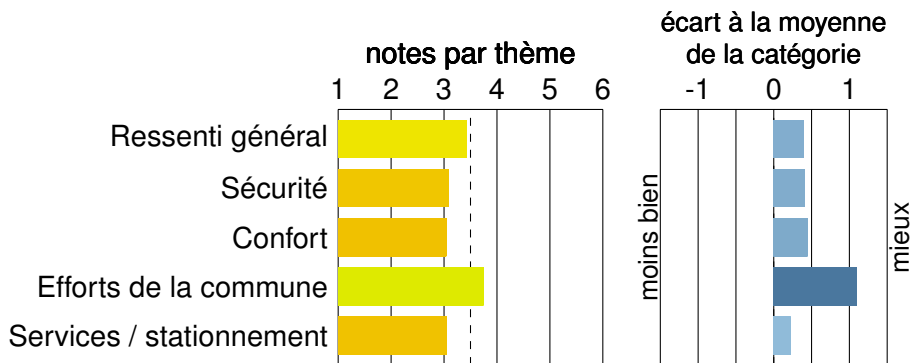 notes par thème
1 2 3 4 5 6
écart à la moyenne
de la catégorie
-1 0 1
Ressenti général
Sécurité
Confort
Efforts de la commune
Services / stationnement
moins bien
mieux